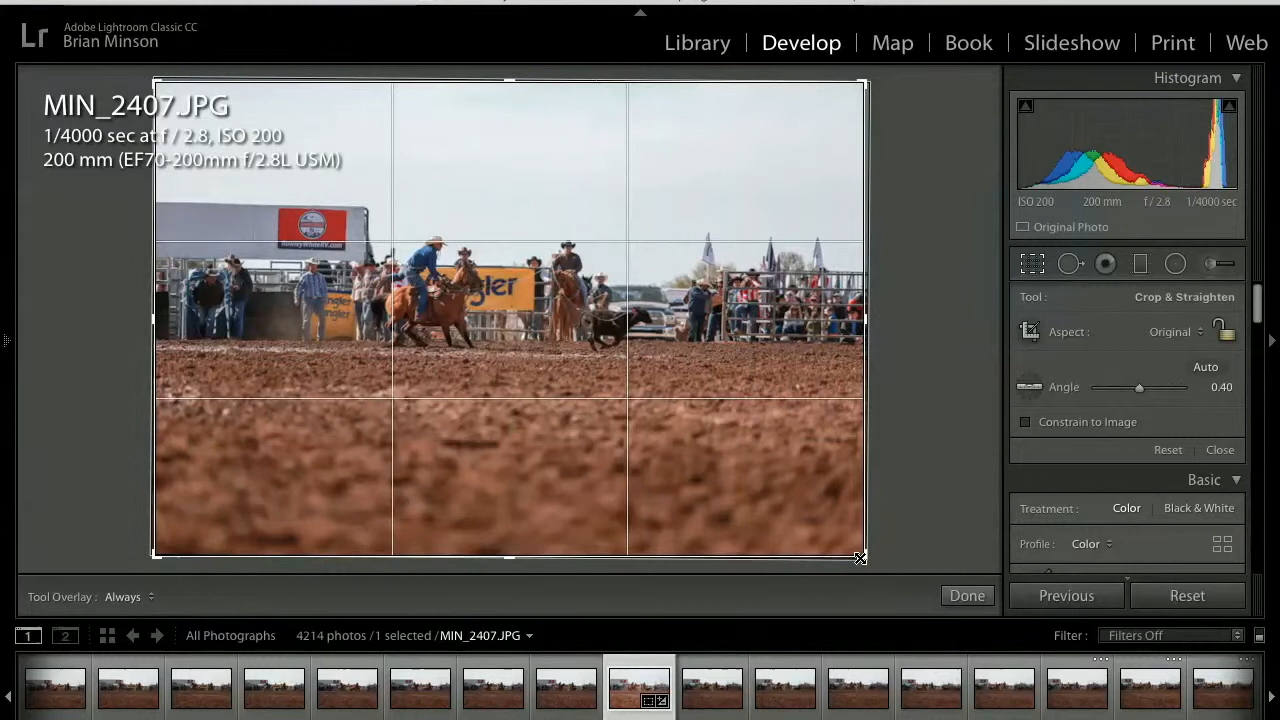 Adobe Lightroom Classic CC
Brian Minson
Library | Develop | Map | Book | Slideshow | Print | Web
Histogram
MIN_2407.JPG
1/4000 sec at f / 2.8, ISO 200
200 mm (EF70-200mm f/2.8L USM)
ISO 200 200 mm f / 2.8 1/4000 sec
Original Photo
RowleyWhiteRV.com
Wrangler
ngler
Tool : Crop & Straighten
Aspect : Original
Auto
Angle 0.40
Constrain to Image
Reset | Close
Basic
Treatment : Color | Black & White
Profile : Color
Tool Overlay : Always
Done
Previous
Reset
1 2 All Photographs 4214 photos / 1 selected / MIN_2407.JPG
Filter : Filters Off